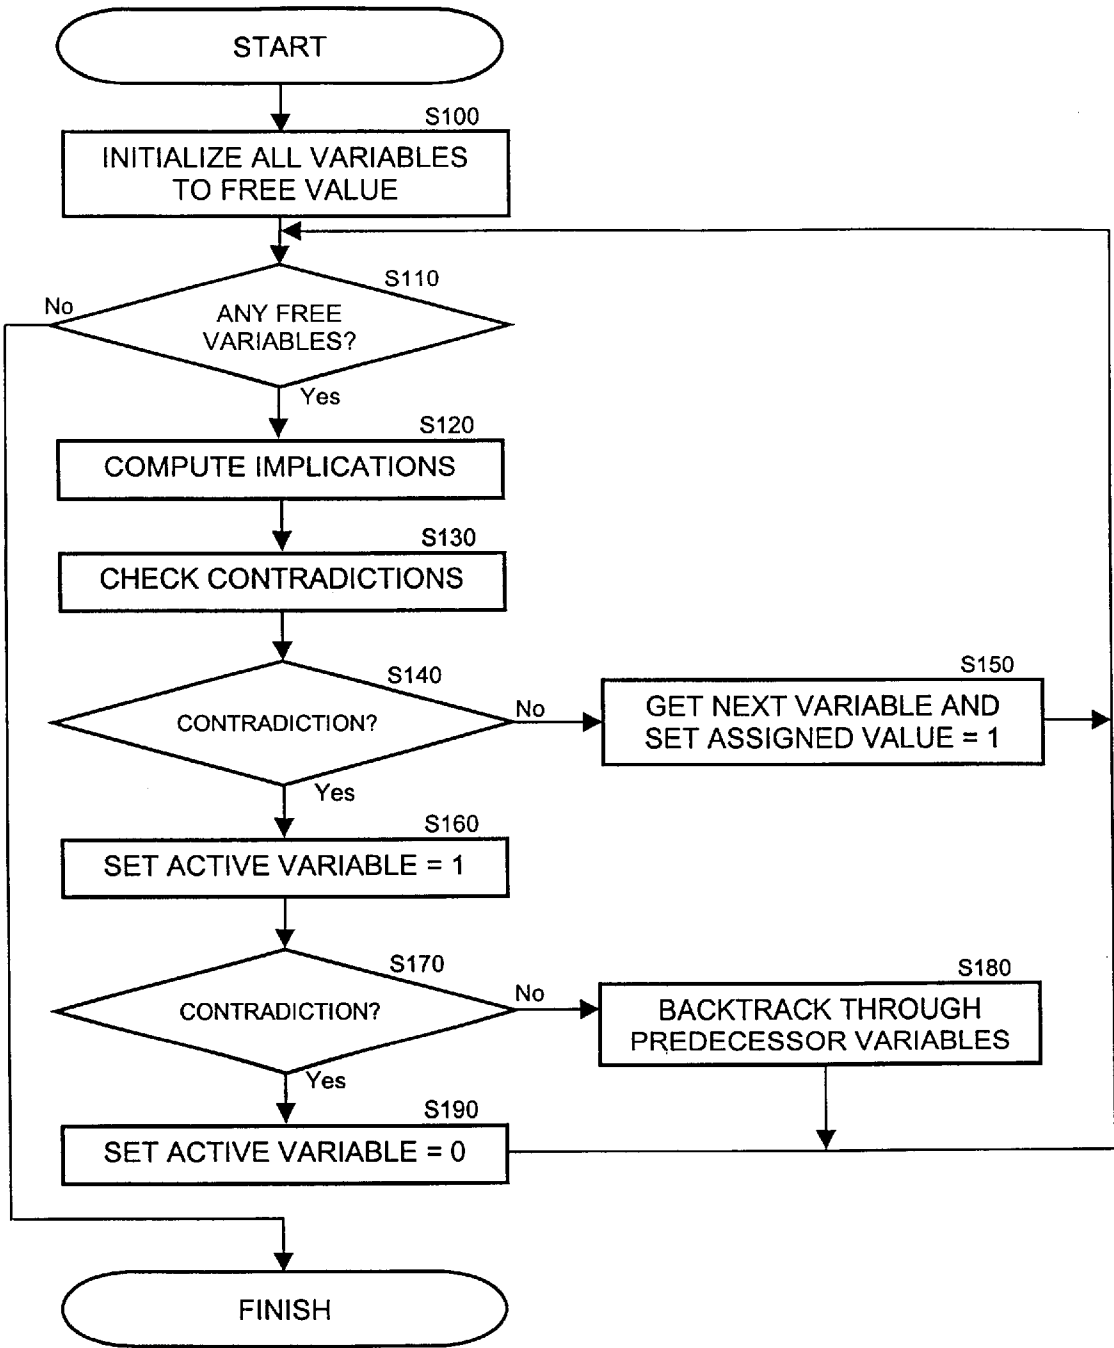 START
S100
INITIALIZE ALL VARIABLES
TO FREE VALUE
S110
No
ANY FREE
VARIABLES?
Yes
S120
COMPUTE IMPLICATIONS
S130
CHECK CONTRADICTIONS
S140
CONTRADICTION?
No
S150
GET NEXT VARIABLE AND
SET ASSIGNED VALUE = 1
Yes
S160
SET ACTIVE VARIABLE = 1
S170
CONTRADICTION?
No
S180
BACKTRACK THROUGH
PREDECESSOR VARIABLES
Yes
S190
SET ACTIVE VARIABLE = 0
FINISH